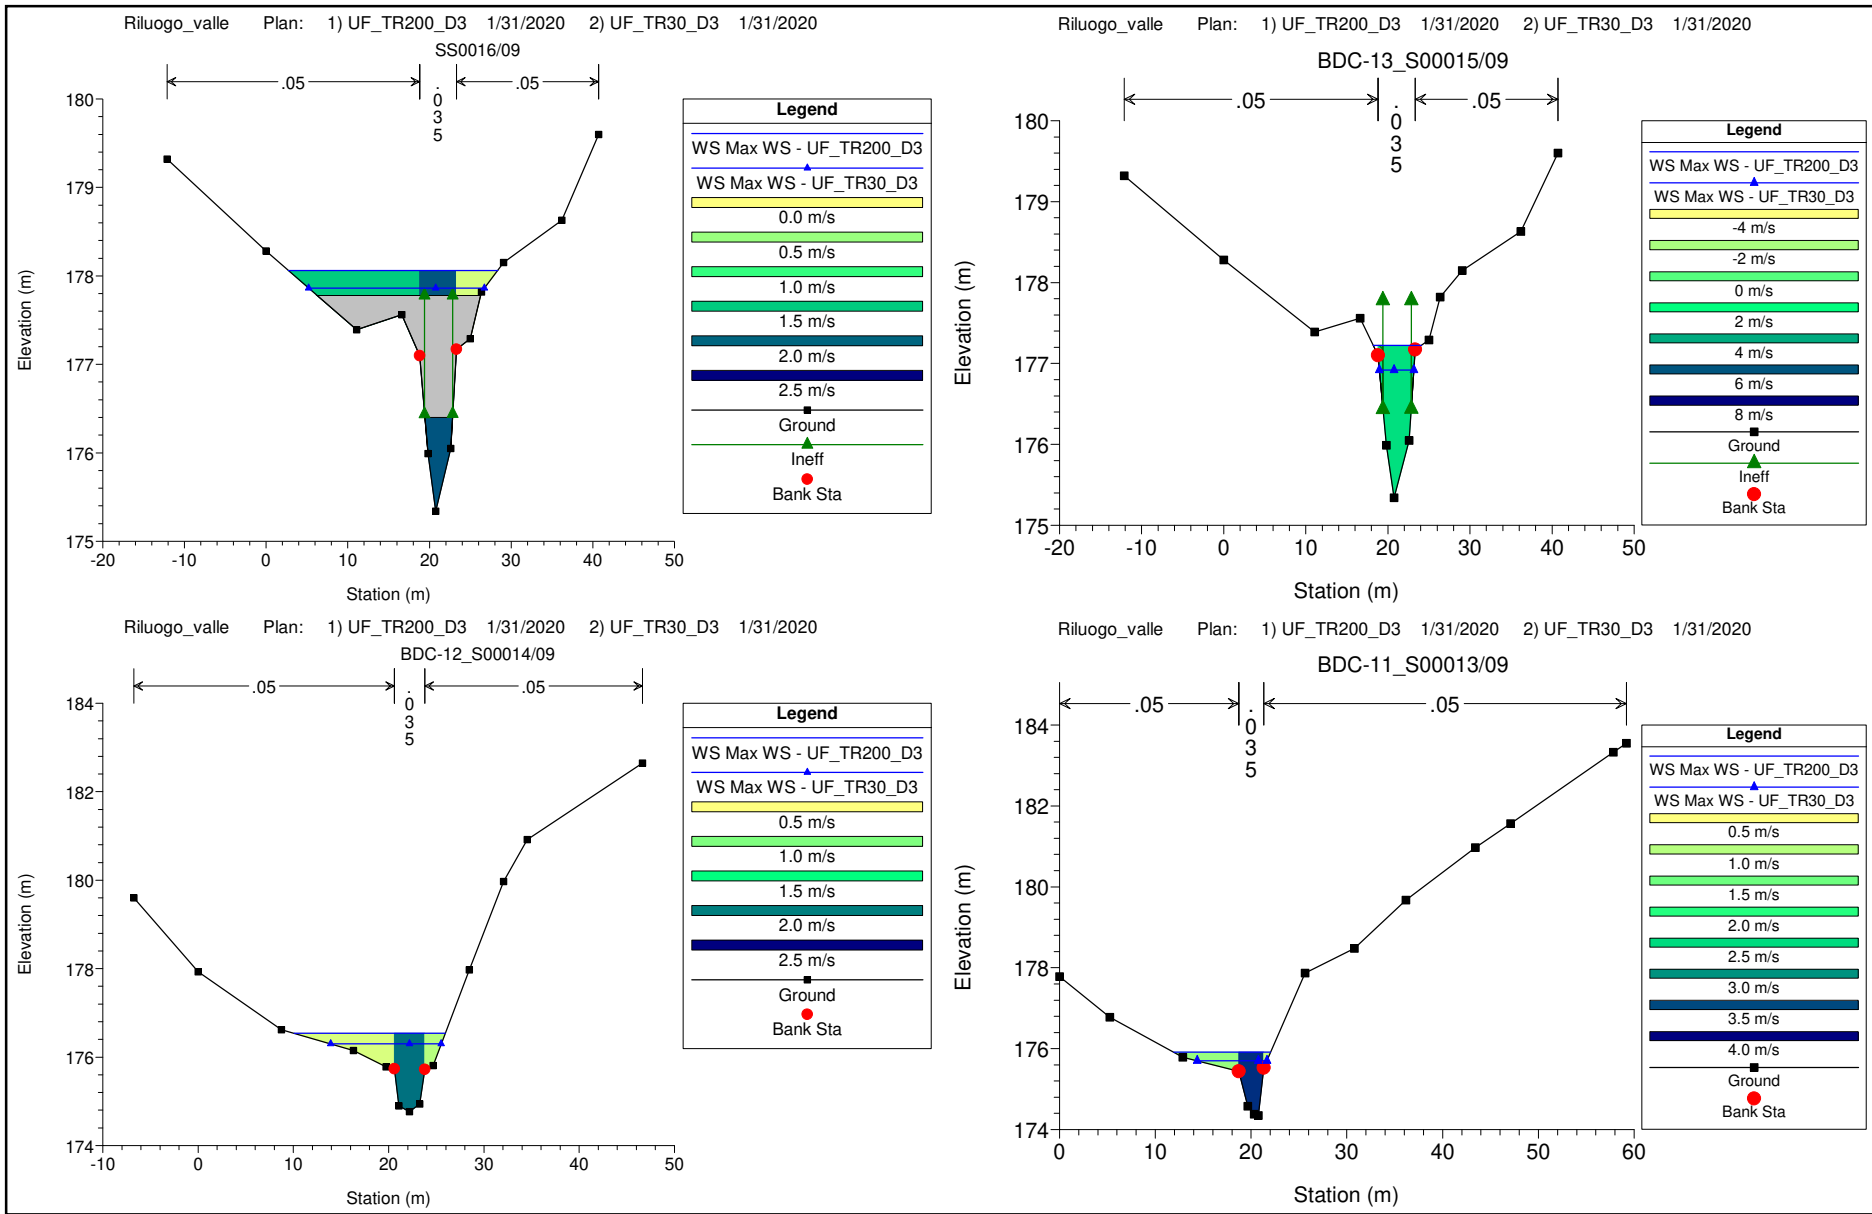 Riluogo_valle Plan: 1) UF_TR200_D3 1/31/2020 2) UF_TR30_D3 1/31/2020
SS0016/09
.05
.035
.05
Elevation (m)
180
179
178
177
176
175
-20 -10 0 10 20 30 40 50
Station (m)
Legend
WS Max WS - UF_TR200_D3
WS Max WS - UF_TR30_D3
0.0 m/s
0.5 m/s
1.0 m/s
1.5 m/s
2.0 m/s
2.5 m/s
Ground
Ineff
Bank Sta
Riluogo_valle Plan: 1) UF_TR200_D3 1/31/2020 2) UF_TR30_D3 1/31/2020
BDC-13_S00015/09
.05
.035
.05
Elevation (m)
180
179
178
177
176
175
-20 -10 0 10 20 30 40 50
Station (m)
Legend
WS Max WS - UF_TR200_D3
WS Max WS - UF_TR30_D3
-4 m/s
-2 m/s
0 m/s
2 m/s
4 m/s
6 m/s
8 m/s
Ground
Ineff
Bank Sta
Riluogo_valle Plan: 1) UF_TR200_D3 1/31/2020 2) UF_TR30_D3 1/31/2020
BDC-12_S00014/09
.05
.035
.05
Elevation (m)
184
182
180
178
176
174
-10 0 10 20 30 40 50
Station (m)
Legend
WS Max WS - UF_TR200_D3
WS Max WS - UF_TR30_D3
0.5 m/s
1.0 m/s
1.5 m/s
2.0 m/s
2.5 m/s
Ground
Bank Sta
Riluogo_valle Plan: 1) UF_TR200_D3 1/31/2020 2) UF_TR30_D3 1/31/2020
BDC-11_S00013/09
.05
.035
.05
Elevation (m)
184
182
180
178
176
174
0 10 20 30 40 50 60
Station (m)
Legend
WS Max WS - UF_TR200_D3
WS Max WS - UF_TR30_D3
0.5 m/s
1.0 m/s
1.5 m/s
2.0 m/s
2.5 m/s
3.0 m/s
3.5 m/s
4.0 m/s
Ground
Bank Sta